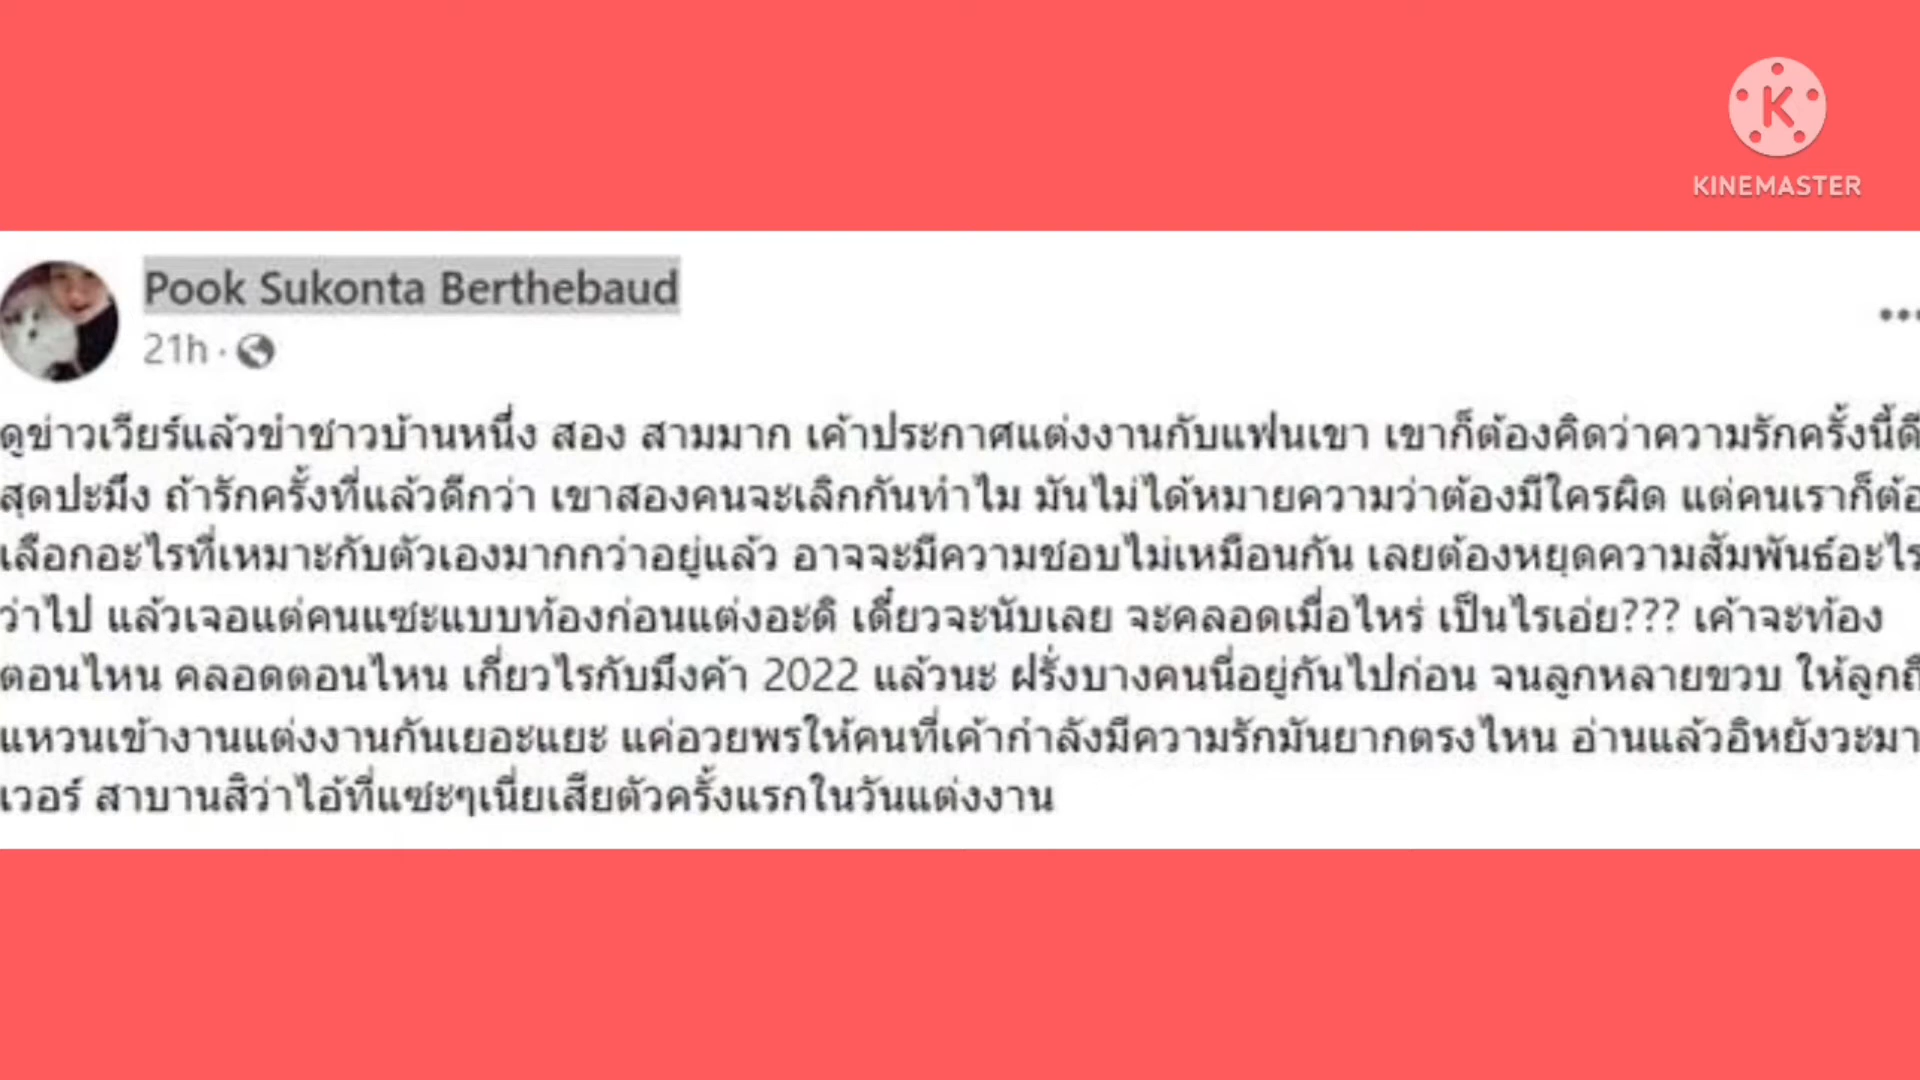 KINEMASTER
Pook Sukonta Berthebaud
21h ·
ดูข่าวเวียร์แล้วขำชาวบ้านหนึ่ง สอง สามมาก เค้าประกาศแต่งงานกับแฟนเขา เขาก็ต้องคิดว่าความรักครั้งนี้ดี
สุดปะมึง ถ้ารักครั้งที่แล้วดีกว่า เขาสองคนจะเลิกกันทำไม มันไม่ได้หมายความว่าต้องมีใครผิด แต่คนเราก็ต้อ
เลือกอะไรที่เหมาะกับตัวเองมากกว่าอยู่แล้ว อาจจะมีความชอบไม่เหมือนกัน เลยต้องหยุดความสัมพันธ์อะไร
ว่าไป แล้วเจอแต่คนแซะแบบท้องก่อนแต่งอะดิ เดี๋ยวจะนับเลย จะคลอดเมื่อไหร่ เป็นไรเอ่ย??? เค้าจะท้อง
ตอนไหน คลอดตอนไหน เกี่ยวไรกับมึงค้า 2022 แล้วนะ ฝรั่งบางคนนี่อยู่กันไปก่อน จนลูกหลายขวบ ให้ลูกถื
แหวนเข้างานแต่งงานกันเยอะแยะ แค่อวยพรให้คนที่เค้ากำลังมีความรักมันยากตรงไหน อ่านแล้วอิหยังวะมา
เวอร์ สาบานสิว่าไอ้ที่แซะๆเนี่ยเสียตัวครั้งแรกในวันแต่งงาน